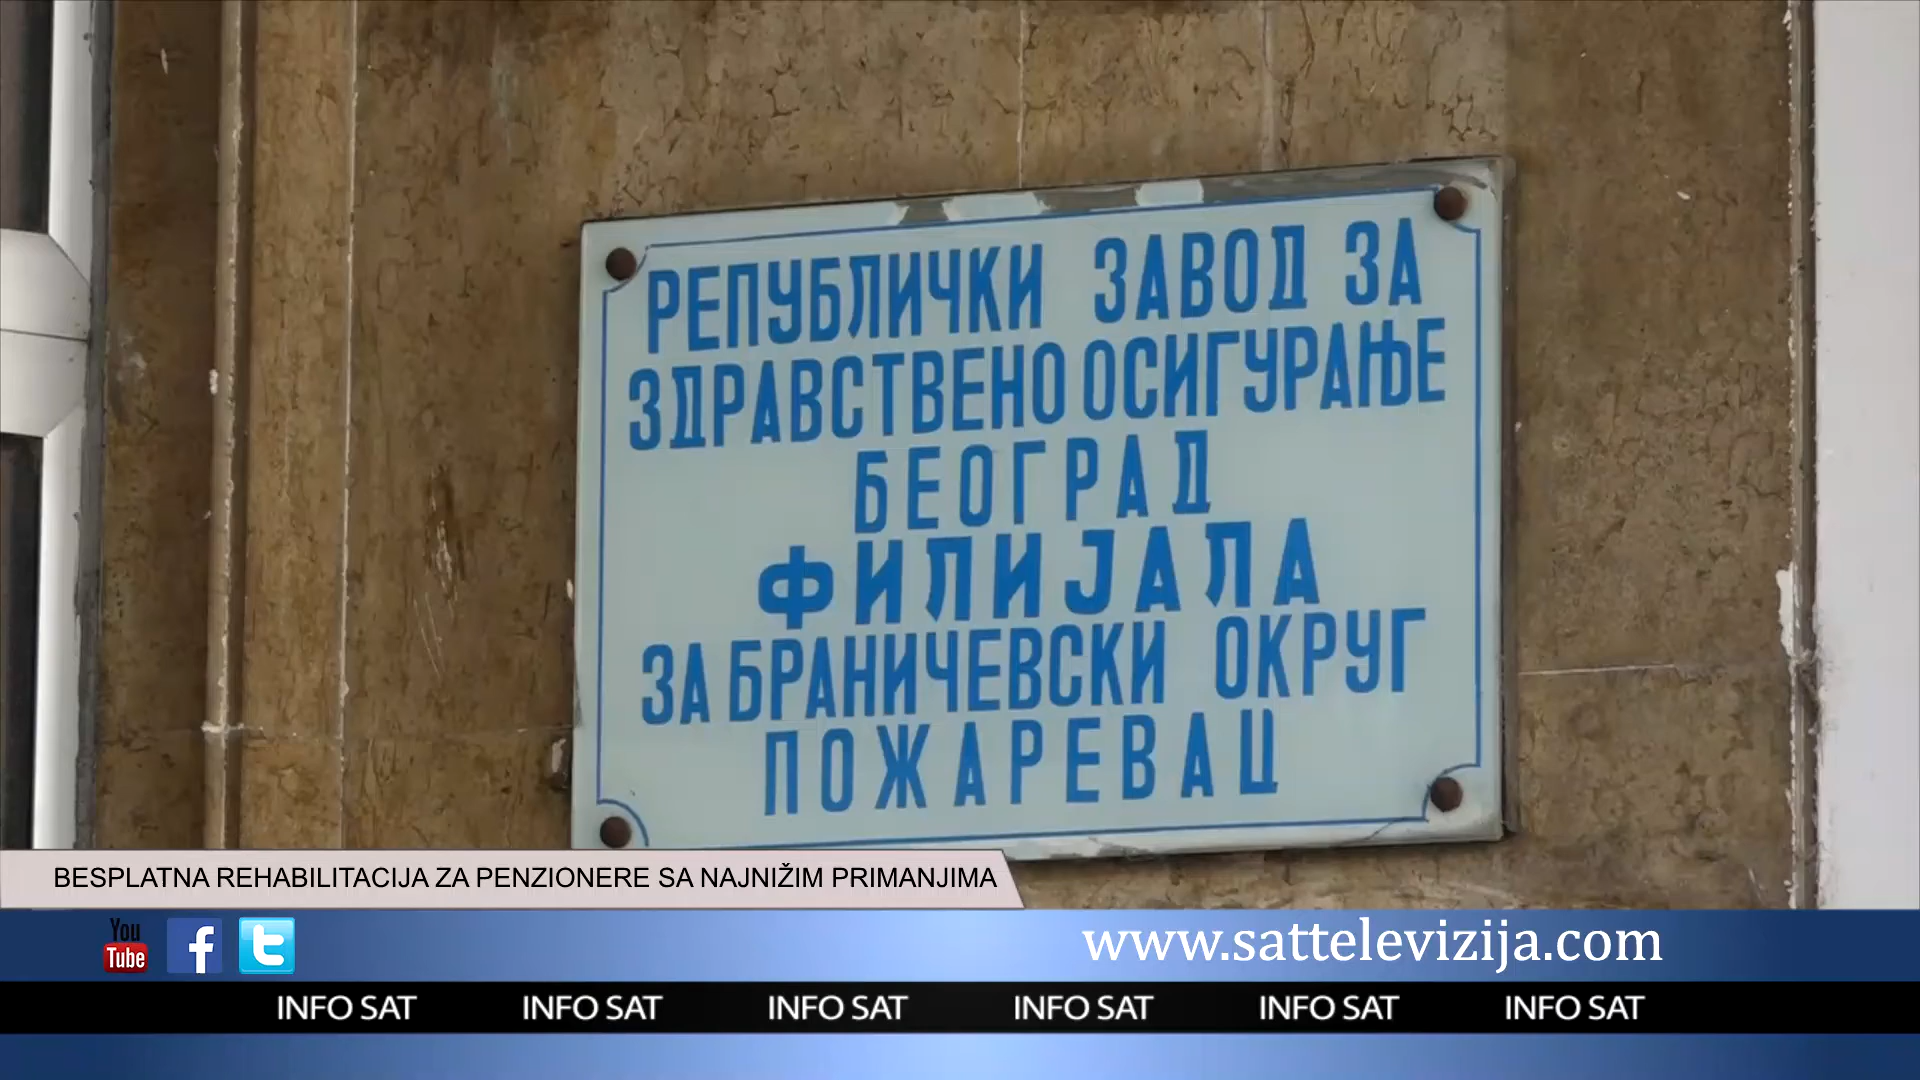 РЕПУБЛИЧКИ ЗАВОД ЗА
ЗДРАВСТВЕНО ОСИГУРАЊЕ
БЕОГРАД
ФИЛИЈАЛА
ЗА БРАНИЧЕВСКИ ОКРУГ
ПОЖАРЕВАЦ
BESPLATNA REHABILITACIJA ZA PENZIONERE SA NAJNIŽIM PRIMANJIMA
You Tube f t www.sattelevizija.com
INFO SAT INFO SAT INFO SAT INFO SAT INFO SAT INFO SAT